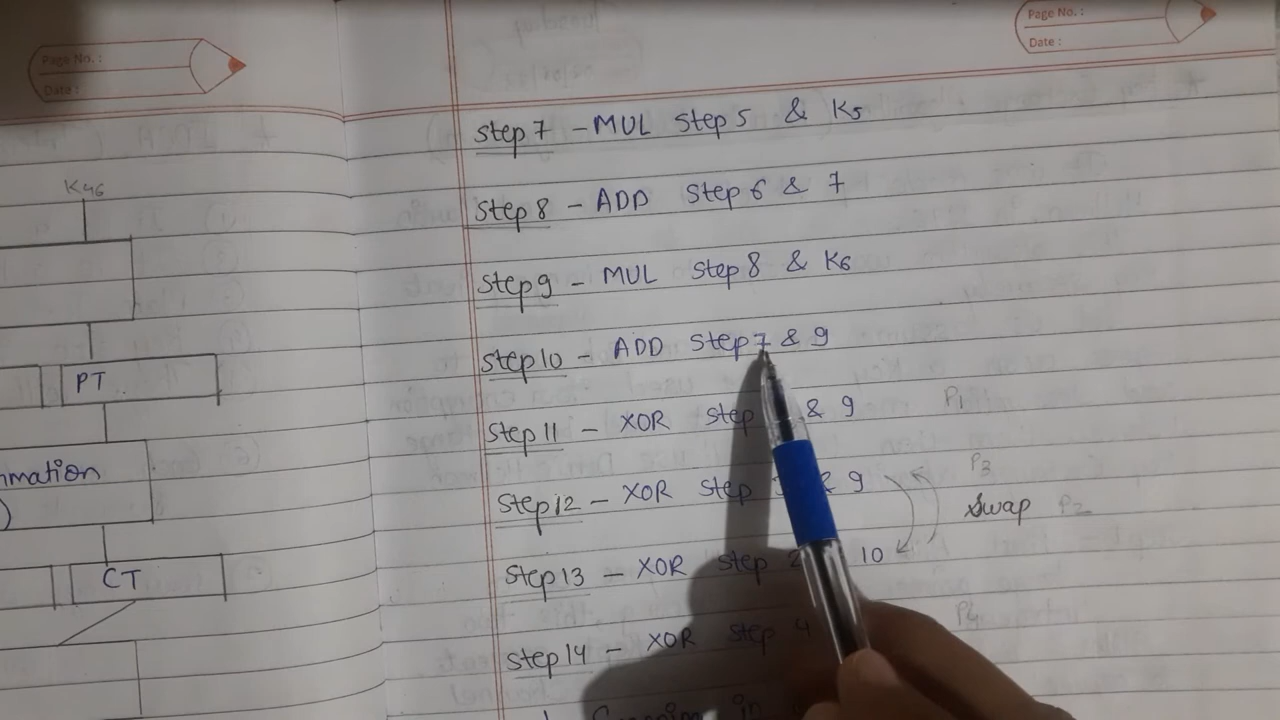 Page No. :
Date :
K46
PT
mmation
)
CT
Page No. :
Date :
Step 7 - MUL Step 5 & K5
Step 8 - ADD Step 6 & 7
Step 9 - MUL Step 8 & K6
Step 10 - ADD Step 7 & 9
Step 11 - XOR Step & 9 P1
Step 12 - XOR Step & 9 P3
Swap P2
Step 13 - XOR Step 2 10
Step 14 - XOR Step 4 P4
in